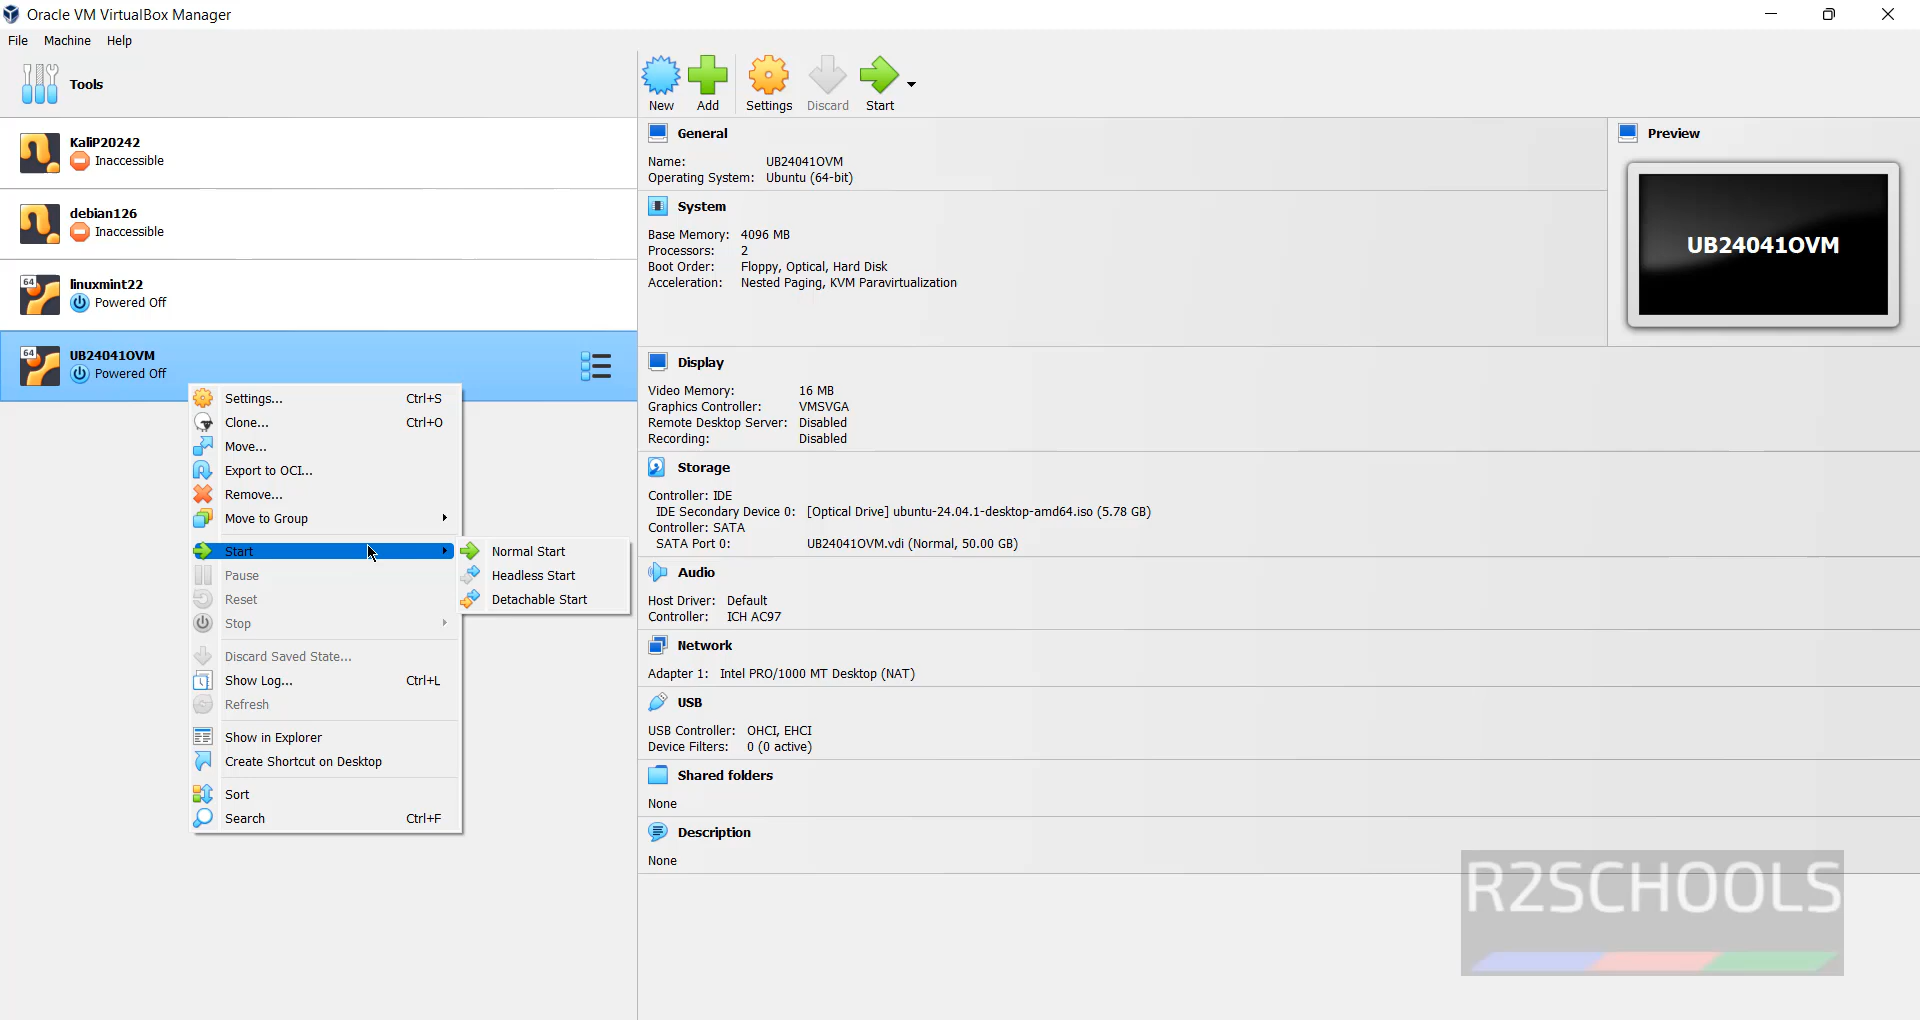 Oracle VM VirtualBox Manager
File Machine Help
Tools
New Add Settings Discard Start
KaliP20242
Inaccessible
debian126
Inaccessible
64
linuxmint22
Powered Off
64
UB24041OVM
Powered Off
Settings... Ctrl+S
Clone... Ctrl+O
Move...
Export to OCI...
Remove...
Move to Group
Start
Pause
Reset
Stop
Discard Saved State...
Show Log... Ctrl+L
Refresh
Show in Explorer
Create Shortcut on Desktop
Sort
Search Ctrl+F
Normal Start
Headless Start
Detachable Start
General
Name: UB24041OVM
Operating System: Ubuntu (64-bit)
System
Base Memory: 4096 MB
Processors: 2
Boot Order: Floppy, Optical, Hard Disk
Acceleration: Nested Paging, KVM Paravirtualization
Preview
UB24041OVM
Display
Video Memory: 16 MB
Graphics Controller: VMSVGA
Remote Desktop Server: Disabled
Recording: Disabled
Storage
Controller: IDE
IDE Secondary Device 0: [Optical Drive] ubuntu-24.04.1-desktop-amd64.iso (5.78 GB)
Controller: SATA
SATA Port 0: UB24041OVM.vdi (Normal, 50.00 GB)
Audio
Host Driver: Default
Controller: ICH AC97
Network
Adapter 1: Intel PRO/1000 MT Desktop (NAT)
USB
USB Controller: OHCI, EHCI
Device Filters: 0 (0 active)
Shared folders
None
Description
None
R2SCHOOLS